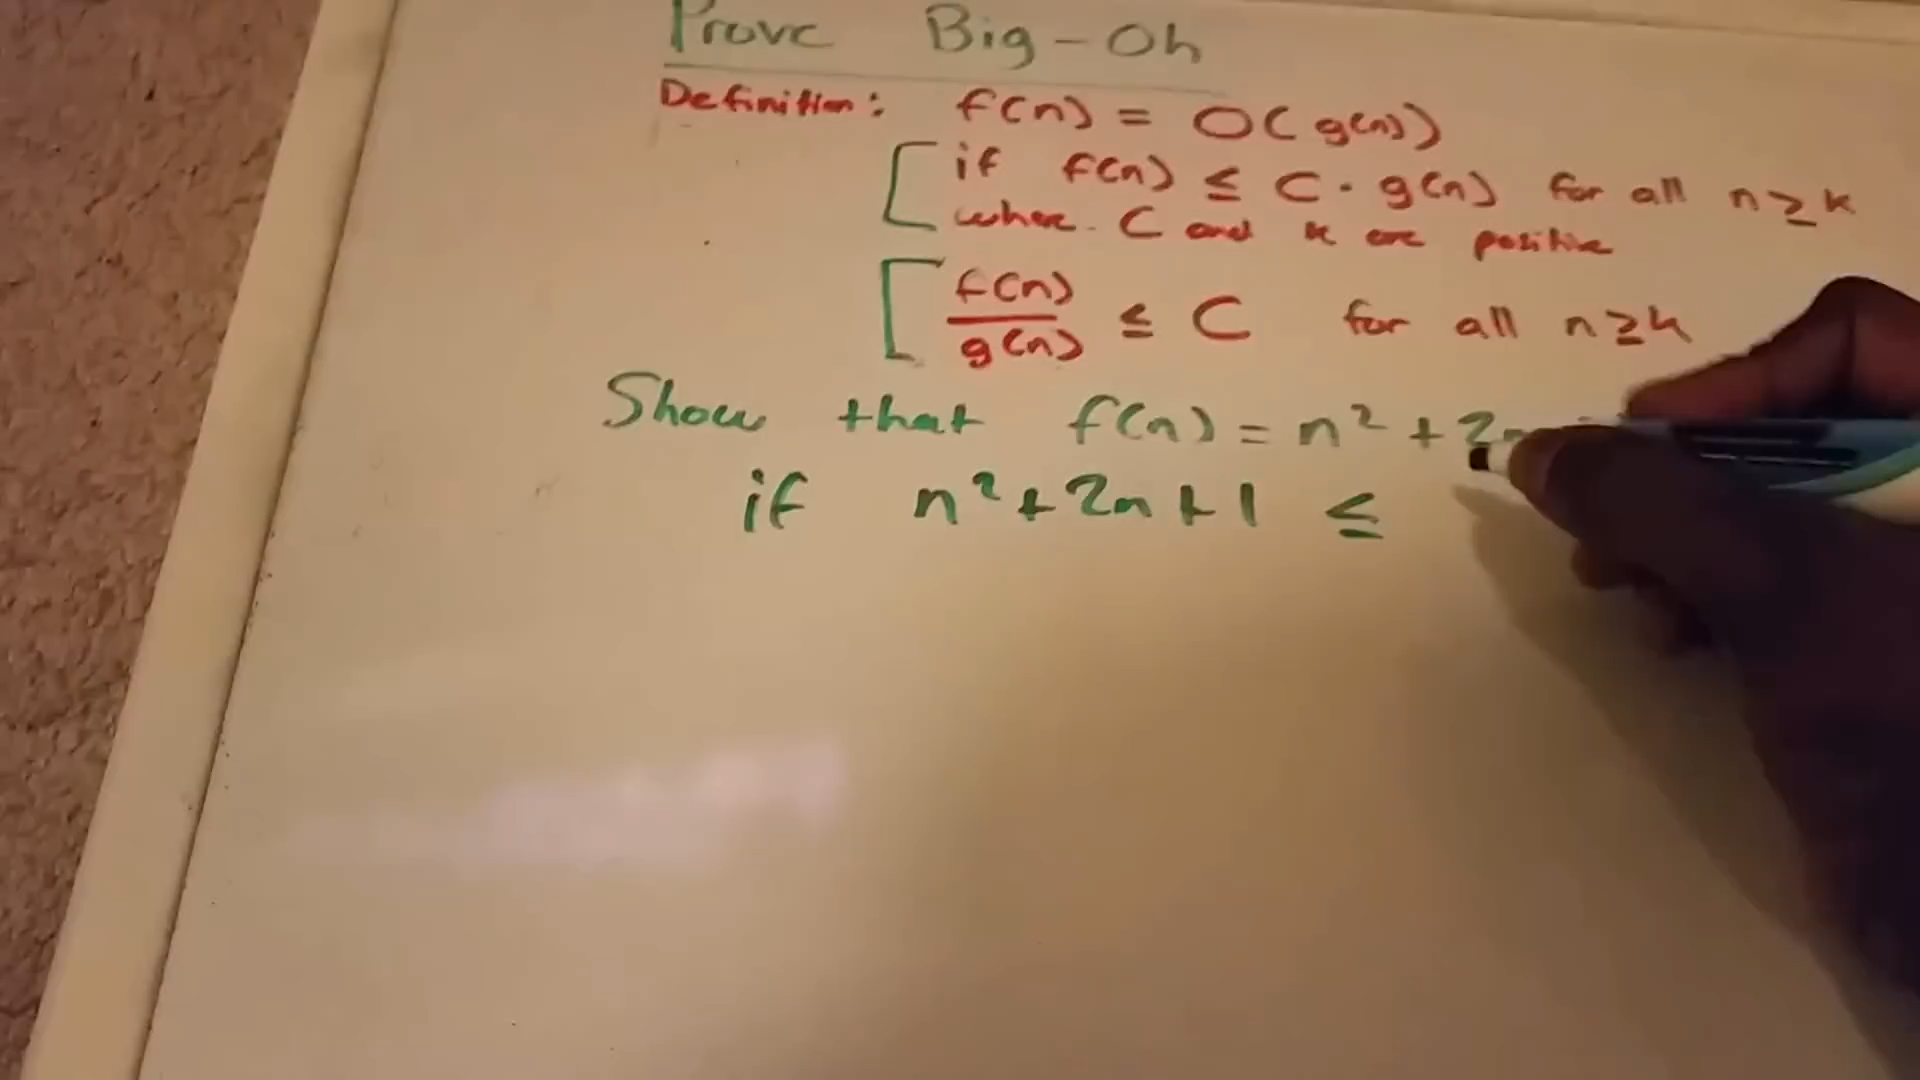 Prove Big-Oh
Definition: f(n) = O(g(n))
if f(n) ≤ C · g(n) for all n ≥ k
where C and k are positive
f(n)
g(n) ≤ C for all n ≥ k
Show that f(n) = n² + 2n
if n² + 2n + 1 ≤